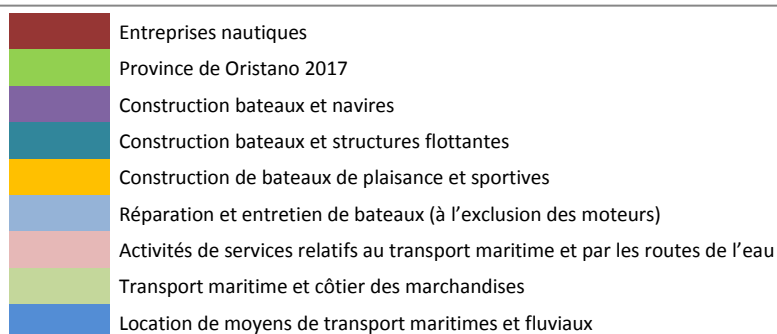 Entreprises nautiques
Province de Oristano 2017
Construction bateaux et navires
Construction bateaux et structures flottantes
Construction de bateaux de plaisance et sportives
Réparation et entretien de bateaux (à l’exclusion des moteurs)
Activités de services relatifs au transport maritime et par les routes de l’eau
Transport maritime et côtier des marchandises
Location de moyens de transport maritimes et fluviaux